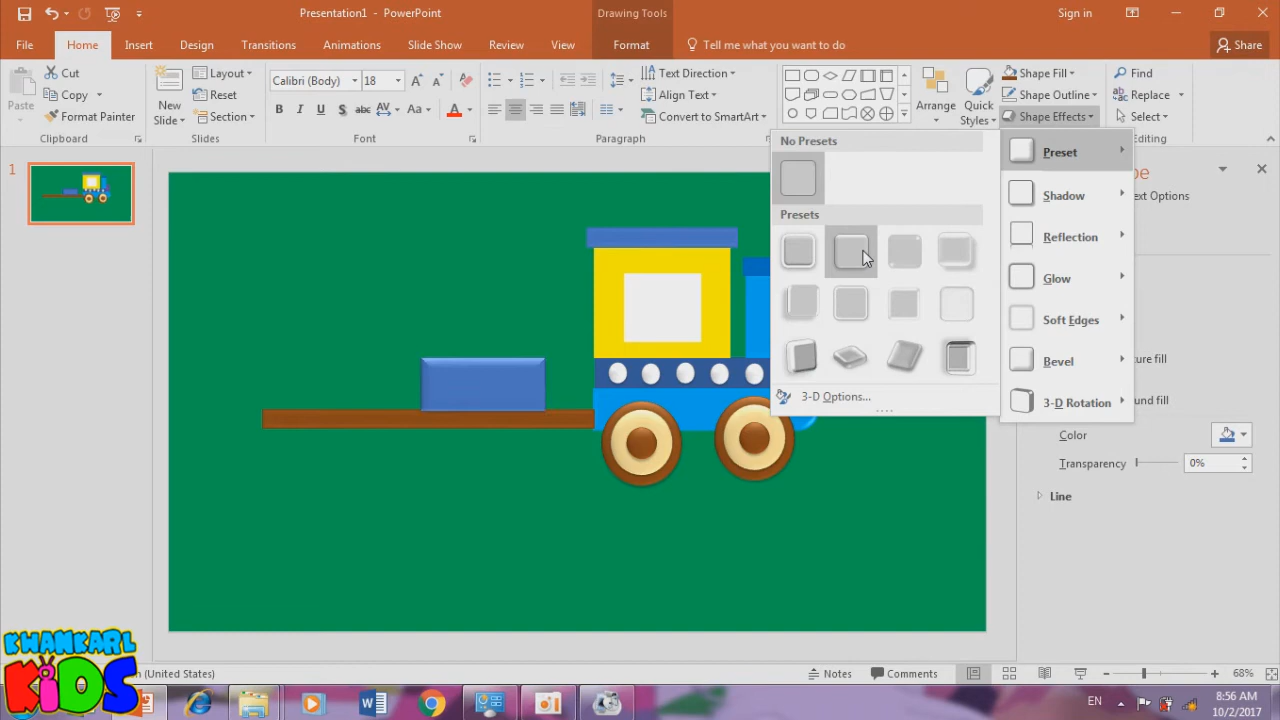 Presentation1 - PowerPoint
Drawing Tools
Sign in
File
Home
Insert
Design
Transitions
Animations
Slide Show
Review
View
Format
Tell me what you want to do
Share
Paste
Cut
Copy
Format Painter
Clipboard
New
Slide
Layout
Reset
Section
Slides
Calibri (Body)
18
B I U S abc AV Aa A
Font
Text Direction
Align Text
Convert to SmartArt
Paragraph
Arrange
Quick
Styles
Shape Fill
Shape Outline
Shape Effects
Find
Replace
Select
Editing
No Presets
Presets
3-D Options...
Preset
Shadow
Reflection
Glow
Soft Edges
Bevel
3-D Rotation
Text Options
fill
Color
Transparency
0%
Line
1
KWANKARL
KiDS
(United States)
Notes
Comments
68%
EN
8:56 AM
10/2/2017